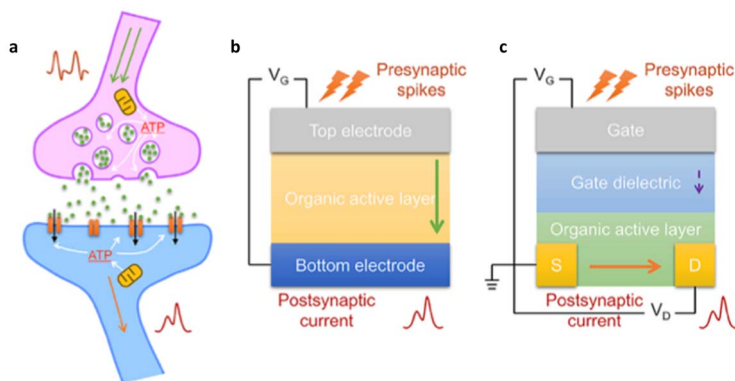 a
ATP
ATP
b
V_G
Presynaptic
spikes
Top electrode
Organic active layer
Bottom electrode
Postsynaptic
current
c
V_G
Presynaptic
spikes
Gate
Gate dielectric
Organic active layer
S
D
Postsynaptic
current
V_D